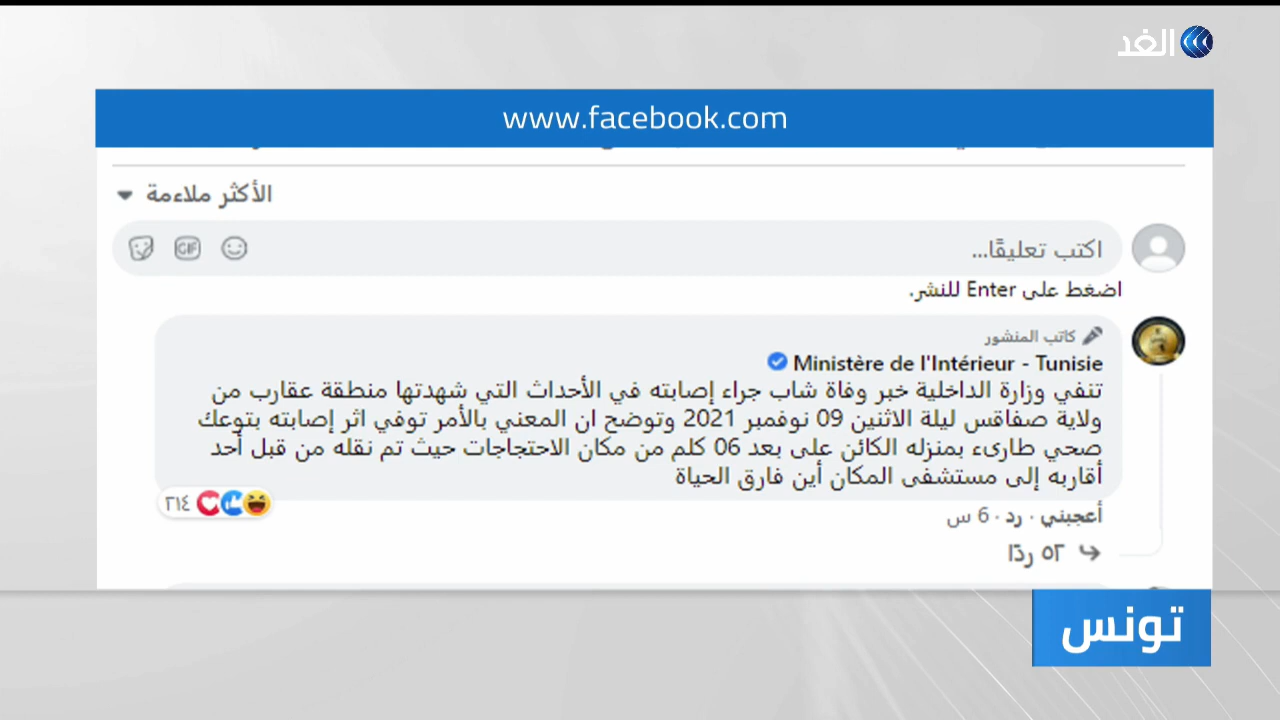 الغد
www.facebook.com
الأكثر ملاءمة
اكتب تعليقًا...
GIF
اضغط على Enter للنشر.
كاتب المنشور
Ministère de l'Intérieur - Tunisie
تنفي وزارة الداخلية خبر وفاة شاب جراء إصابته في الأحداث التي شهدتها منطقة عقارب من
ولاية صفاقس ليلة الاثنين 09 نوفمبر 2021 وتوضح ان المعني بالأمر توفي اثر إصابته بتوعك
صحي طارىء بمنزله الكائن على بعد 06 كلم من مكان الاحتجاجات حيث تم نقله من قبل أحد
أقاربه إلى مستشفى المكان أين فارق الحياة
٣١٤
أعجبني · رد · 6 س
٥٢ ردًا
تونس